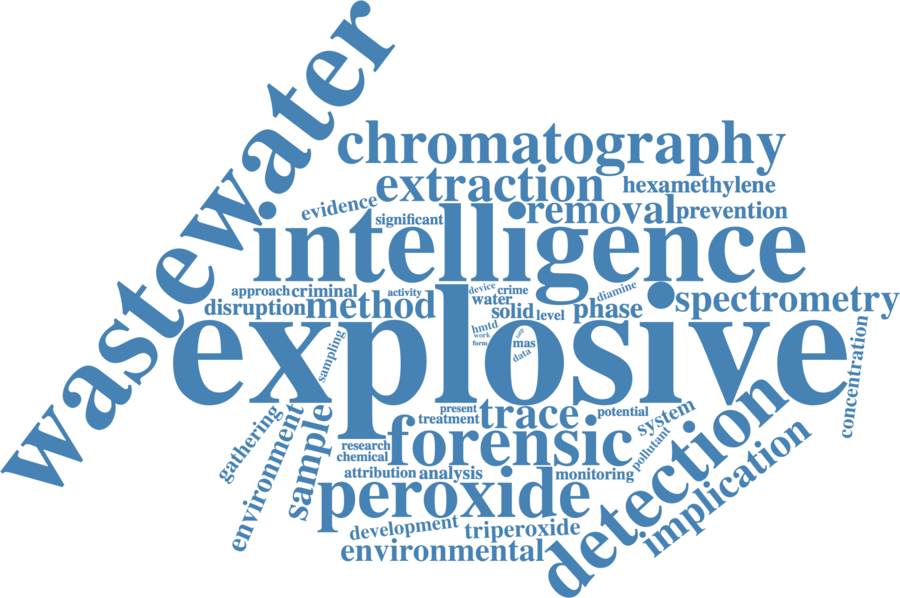 wastewater
chromatography
extraction
hexamethylene
evidence
significant
removal
prevention
intelligence
approach
criminal
activity
device
crime
diamine
disruption
method
water
solid
level
phase
spectrometry
explosive
hmtd
work
form
mas
data
sampling
concentration
present
treatment
trace
potential
system
detection
gathering
environment
sample
research
chemical
forensic
pollutant
implication
attribution
analysis
monitoring
peroxide
development
triperoxide
environmental